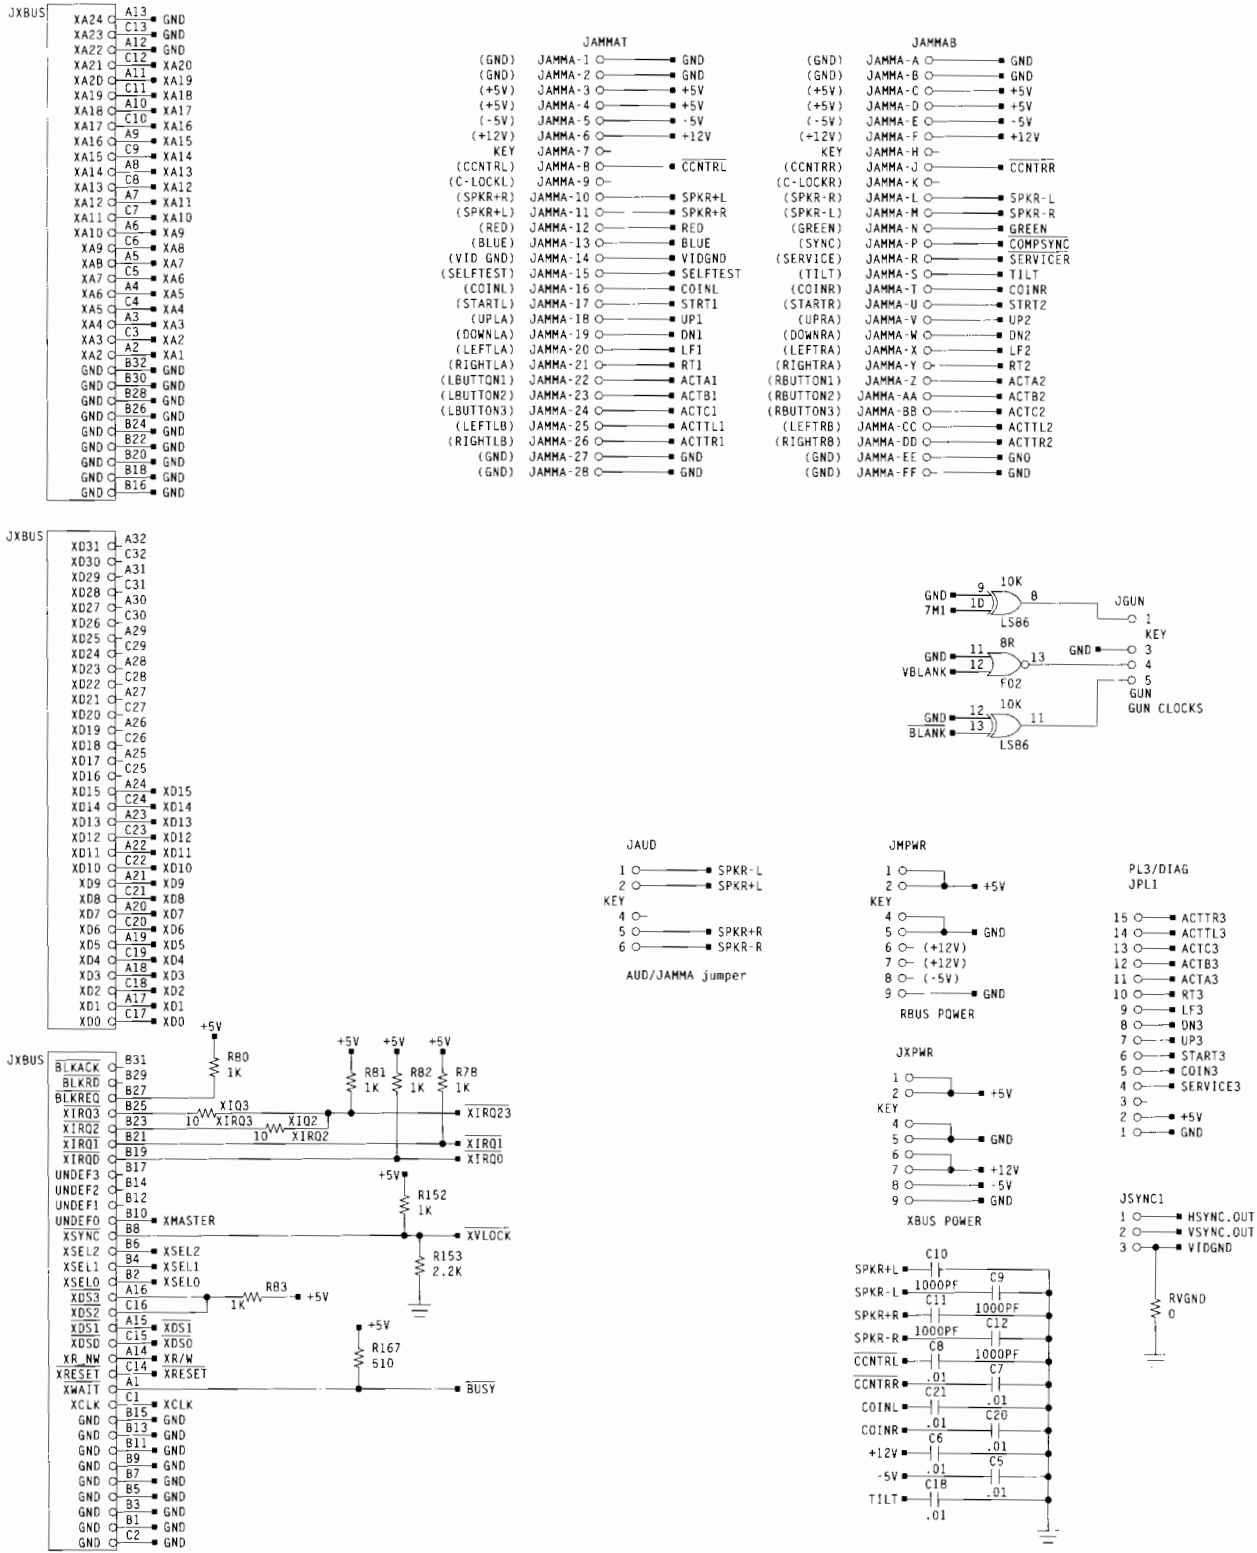 JXBUS
XA24 A13 GND
XA23 C13 GND
XA22 A12 GND
XA21 C12 XA20
XA20 A11 XA19
XA19 C11 XA18
XA18 A10 XA17
XA17 C10 XA16
XA16 A9 XA15
XA15 C9 XA14
XA14 A8 XA13
XA13 C8 XA12
XA12 A7 XA11
XA11 C7 XA10
XA10 A6 XA9
XA9 C6 XA8
XA8 A5 XA7
XA7 C5 XA6
XA6 A4 XA5
XA5 C4 XA4
XA4 A3 XA3
XA3 C3 XA2
XA2 A2 XA1
GND B32 GND
GND B30 GND
GND B28 GND
GND B26 GND
GND B24 GND
GND B22 GND
GND B20 GND
GND B18 GND
GND B16 GND
JAMMAT
(GND) JAMMA-1 GND
(GND) JAMMA-2 GND
(+5V) JAMMA-3 +5V
(+5V) JAMMA-4 +5V
(-5V) JAMMA-5 -5V
(+12V) JAMMA-6 +12V
KEY JAMMA-7
(CCNTRL) JAMMA-8 CCNTRL
(C-LOCKL) JAMMA-9
(SPKR+R) JAMMA-10 SPKR+L
(SPKR+L) JAMMA-11 SPKR+R
(RED) JAMMA-12 RED
(BLUE) JAMMA-13 BLUE
(VID GND) JAMMA-14 VIDGND
(SELFTEST) JAMMA-15 SELFTEST
(COINL) JAMMA-16 COINL
(STARTL) JAMMA-17 STRT1
(UPLA) JAMMA-18 UP1
(DOWNLA) JAMMA-19 DN1
(LEFTLA) JAMMA-20 LF1
(RIGHTLA) JAMMA-21 RT1
(LBUTTON1) JAMMA-22 ACTA1
(LBUTTON2) JAMMA-23 ACTB1
(LBUTTON3) JAMMA-24 ACTC1
(LEFTLB) JAMMA-25 ACTTL1
(RIGHTLB) JAMMA-26 ACTTR1
(GND) JAMMA-27 GND
(GND) JAMMA-28 GND
JAMMAB
(GND) JAMMA-A GND
(GND) JAMMA-B GND
(+5V) JAMMA-C +5V
(+5V) JAMMA-D +5V
(-5V) JAMMA-E -5V
(+12V) JAMMA-F +12V
KEY JAMMA-H
(CCNTRR) JAMMA-J CCNTRR
(C-LOCKR) JAMMA-K
(SPKR-R) JAMMA-L SPKR-L
(SPKR-L) JAMMA-M SPKR-R
(GREEN) JAMMA-N GREEN
(SYNC) JAMMA-P COMPSYNC
(SERVICE) JAMMA-R SERVICER
(TILT) JAMMA-S TILT
(COINR) JAMMA-T COINR
(STARTR) JAMMA-U STRT2
(UPRA) JAMMA-V UP2
(DOWNRA) JAMMA-W DN2
(LEFTRA) JAMMA-X LF2
(RIGHTRA) JAMMA-Y RT2
(RBUTTON1) JAMMA-Z ACTA2
(RBUTTON2) JAMMA-AA ACTB2
(RBUTTON3) JAMMA-BB ACTC2
(LEFTRB) JAMMA-CC ACTTL2
(RIGHTRB) JAMMA-DD ACTTR2
(GND) JAMMA-EE GND
(GND) JAMMA-FF GND
JXBUS
XD31 A32
XD30 C32
XD29 A31
XD28 C31
XD27 A30
XD26 C30
XD25 A29
XD24 C29
XD23 A28
XD22 C28
XD21 A27
XD20 C27
XD19 A26
XD18 C26
XD17 A25
XD16 C25
XD15 A24 XD15
XD14 C24 XD14
XD13 A23 XD13
XD12 C23 XD12
XD11 A22 XD11
XD10 C22 XD10
XD9 A21 XD9
XD8 C21 XD8
XD7 A20 XD7
XD6 C20 XD6
XD5 A19 XD5
XD4 C19 XD4
XD3 A18 XD3
XD2 C18 XD2
XD1 A17 XD1
XD0 C17 XD0
GND 9 10K 8
7M1 10
LS86
GND 11 8R 13
VBLANK 12
F02
GND 12 10K 11
BLANK 13
LS86
JGUN
1
KEY
GND 3
4
5
GUN
GUN CLOCKS
JAUD
1 SPKR-L
2 SPKR+L
KEY
4
5 SPKR+R
6 SPKR-R
AUD/JAMMA jumper
JMPWR
1
2 +5V
KEY
4
5 GND
6 (+12V)
7 (+12V)
8 (-5V)
9 GND
RBUS POWER
PL3/DIAG
JPL1
15 ACTTR3
14 ACTTL3
13 ACTC3
12 ACTB3
11 ACTA3
10 RT3
9 LF3
8 DN3
7 UP3
6 START3
5 COIN3
4 SERVICE3
3
2 +5V
1 GND
JXBUS
BLKACK B31
BLKRD B29
BLKREQ B27
XIRQ3 B25
XIRQ2 B23
XIRQ1 B21
XIRQ0 B19
UNDEF3 B17
UNDEF2 B14
UNDEF1 B12
UNDEF0 B10 XMASTER
XSYNC B8
XSEL2 B6 XSEL2
XSEL1 B4 XSEL1
XSEL0 B2 XSEL0
XDS3 A16
XDS2 C16
XDS1 A15 XDS1
XDS0 C15 XDS0
XR_NW A14 XR/W
XRESET C14 XRESET
XWAIT A1
XCLK C1 XCLK
GND B15 GND
GND B13 GND
GND B11 GND
GND B9 GND
GND B7 GND
GND B5 GND
GND B3 GND
GND B1 GND
GND C2 GND
+5V
R80
1K
+5V +5V +5V
R81 R82 R78
1K 1K 1K
XIQ3
10 XIRQ3
XIQ2
10 XIRQ2
XIRQ23
XIRQ1
XIRQ0
+5V
R152
1K
XVLOCK
R153
2.2K
R83
1K +5V
+5V
R167
510
BUSY
JXPWR
1
2 +5V
KEY
4
5 GND
6
7 +12V
8 -5V
9 GND
XBUS POWER
JSYNC1
1 HSYNC.OUT
2 VSYNC.OUT
3 VIDGND
RVGND
0
C10
SPKR+L
1000PF C9
SPKR-L
C11 1000PF
SPKR+R
1000PF C12
SPKR-R
C8 1000PF
CCNTRL
.01 C7
CCNTRR
C21 .01
COINL
.01 C20
COINR
C6 .01
+12V
.01 C5
-5V
C18 .01
TILT
.01